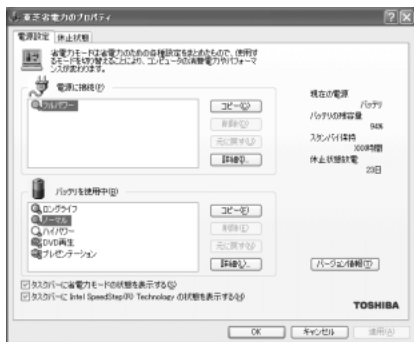 東芝省電力のプロパティ
電源設定 休止状態
省電力モードは省電力のための各種設定をまとめたもので、使用す
るモードを切り替えることにより、コンピュータの消費電力やパフォーマ
ンスが変わります。
電源に接続(P)
フルパワー
コピー(C)
削除(D)
元に戻す(U)
詳細(I)...
バッテリを使用中(B)
ロングライフ
ノーマル
ハイパワー
DVD再生
プレゼンテーション
コピー(E)
削除(D)
元に戻す
詳細(L)...
現在の電源
バッテリ
バッテリの残容量
94%
スタンバイ保持
時間
休止状態充電
23日
バージョン情報(T)
タスクバーに省電力モードの状態を表示する(S)
タスクバーに Intel SpeedStep(R) Technology の状態を表示する
TOSHIBA
OK キャンセル 適用(A)